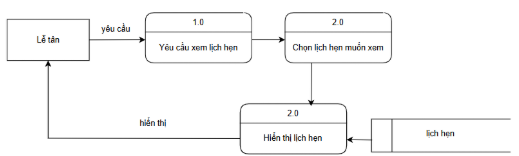 1.0
2.0
Lễ tân
yêu cầu
Yêu cầu xem lịch hẹn
Chọn lịch hẹn muốn xem
2.0
hiển thị
Hiển thị lịch hen
lịch hẹn